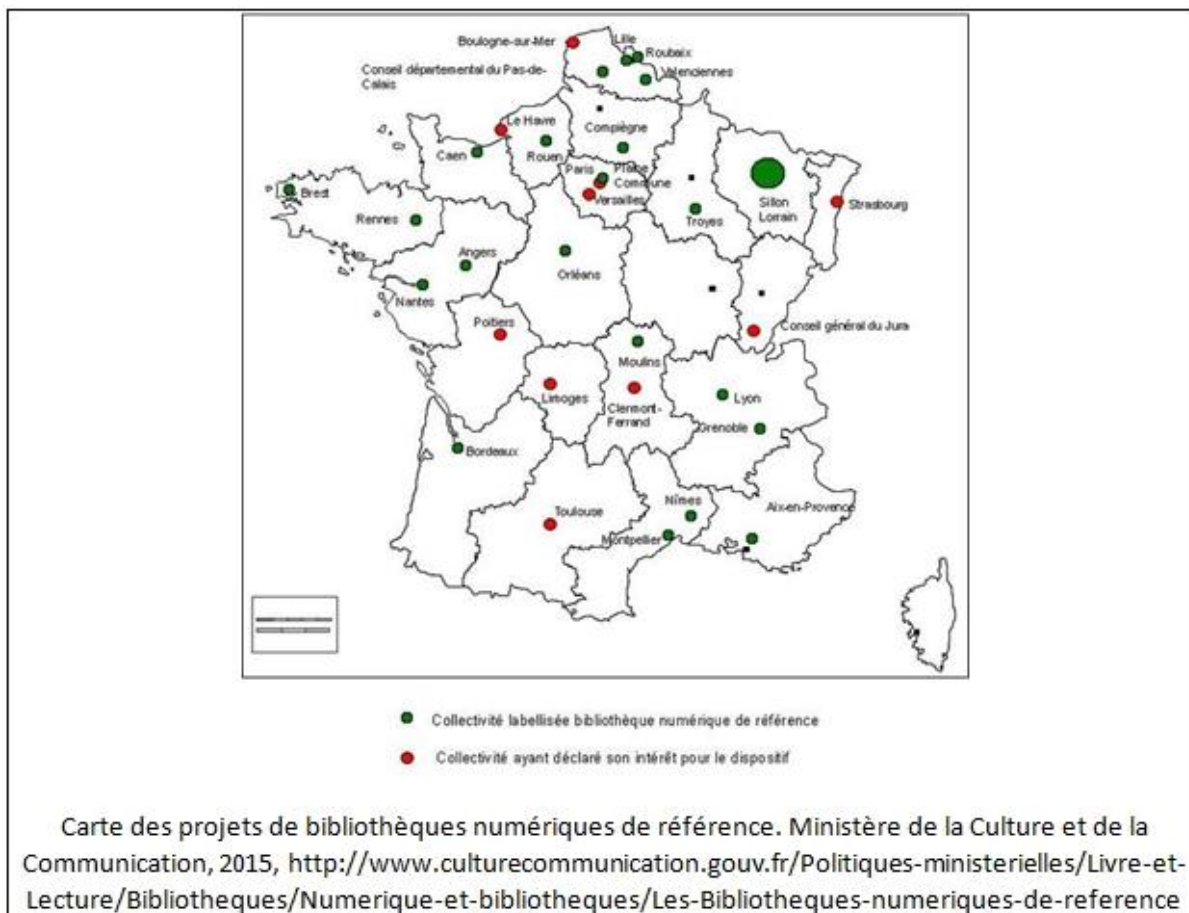 Boulogne-sur-Mer
Lille
Roubaix
Conseil départemental du Pas-de-
Calais
Valenciennes
Le Havre
Compiègne
Caen
Rouen
Paris
Plaine
Commune
Versailles
Brest
Rennes
Troyes
Sillon
Lorrain
Strasbourg
Angers
Orléans
Nantes
Poitiers
Conseil général du Jura
Moulins
Limoges
Clermont-
Ferrand
Lyon
Grenoble
Bordeaux
Nîmes
Aix-en-Provence
Toulouse
Montpellier
Collectivité labellisée bibliothèque numérique de référence
Collectivité ayant déclaré son intérêt pour le dispositif
Carte des projets de bibliothèques numériques de référence. Ministère de la Culture et de la
Communication, 2015, http://www.culturecommunication.gouv.fr/Politiques-ministerielles/Livre-et-
Lecture/Bibliotheques/Numerique-et-bibliotheques/Les-Bibliotheques-numeriques-de-reference